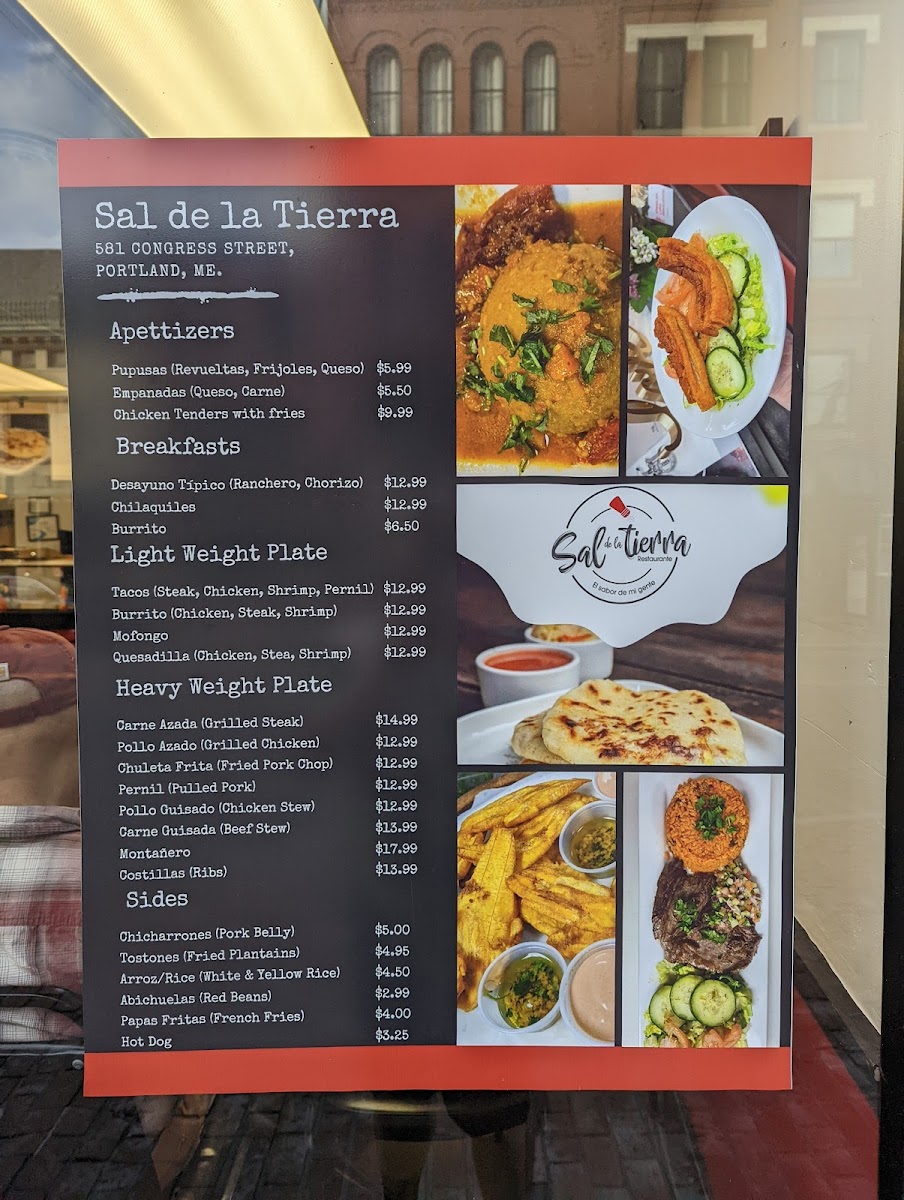 Sal de la Tierra
581 CONGRESS STREET,
PORTLAND, ME.
Apettizers
Pupusas (Revueltas, Frijoles, Queso) $5.99
Empanadas (Queso, Carne) $5.50
Chicken Tenders with fries $9.99
Breakfasts
Desayuno Típico (Ranchero, Chorizo) $12.99
Chilaquiles $12.99
Burrito $6.50
Light Weight Plate
Tacos (Steak, Chicken, Shrimp, Pernil) $12.99
Burrito (Chicken, Steak, Shrimp) $12.99
Mofongo $12.99
Quesadilla (Chicken, Stea, Shrimp) $12.99
Heavy Weight Plate
Carne Azada (Grilled Steak) $14.99
Pollo Azado (Grilled Chicken) $12.99
Chuleta Frita (Fried Pork Chop) $12.99
Pernil (Pulled Pork) $12.99
Pollo Guisado (Chicken Stew) $12.99
Carne Guisada (Beef Stew) $13.99
Montañero $17.99
Costillas (Ribs) $13.99
Sides
Chicharrones (Pork Belly) $5.00
Tostones (Fried Plantains) $4.95
Arroz/Rice (White & Yellow Rice) $4.50
Abichuelas (Red Beans) $2.99
Papas Fritas (French Fries) $4.00
Hot Dog $3.25
Sal de la tierra
Restaurante
El sabor de mi gente